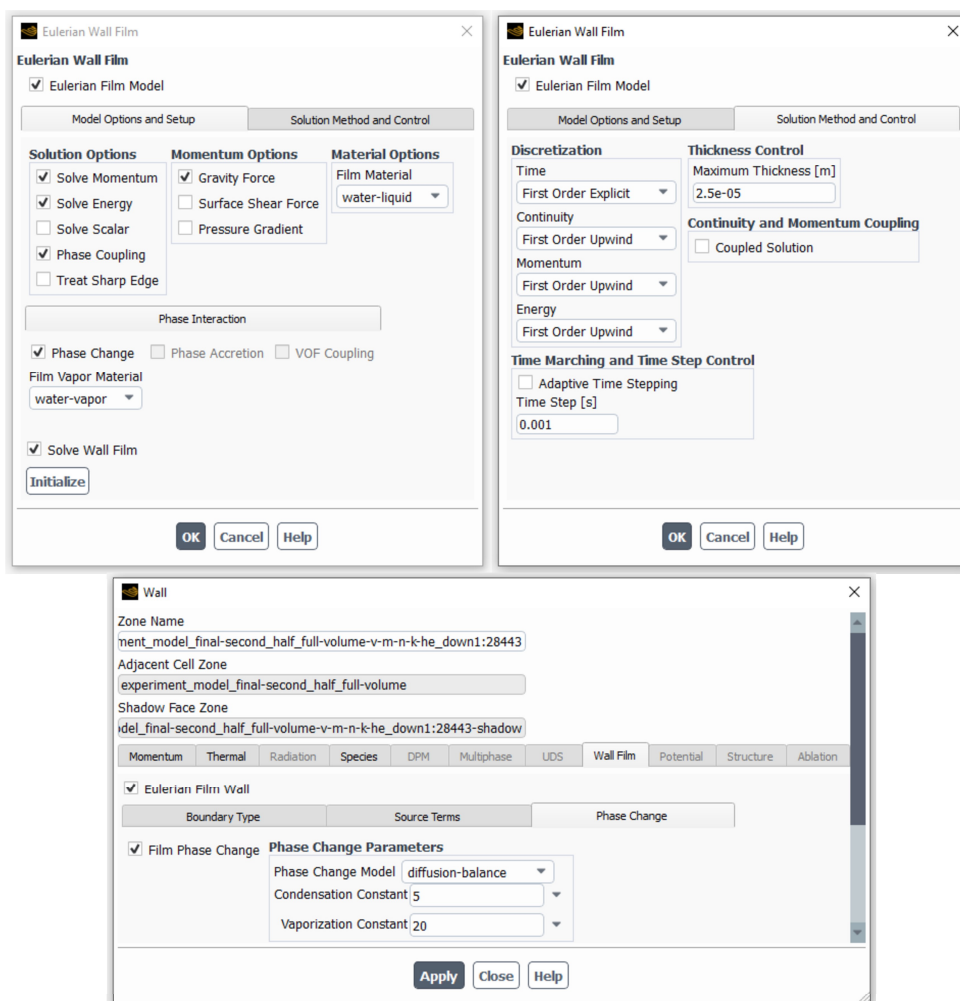 Eulerian Wall Film
Eulerian Wall Film
Eulerian Film Model
Model Options and Setup
Solution Method and Control
Solution Options
Solve Momentum
Solve Energy
Solve Scalar
Phase Coupling
Treat Sharp Edge
Momentum Options
Gravity Force
Surface Shear Force
Pressure Gradient
Material Options
Film Material
water-liquid
Phase Interaction
Phase Change
Phase Accretion
VOF Coupling
Film Vapor Material
water-vapor
Solve Wall Film
Initialize
OK
Cancel
Help
Eulerian Wall Film
Eulerian Wall Film
Eulerian Film Model
Model Options and Setup
Solution Method and Control
Discretization
Time
First Order Explicit
Continuity
First Order Upwind
Momentum
First Order Upwind
Energy
First Order Upwind
Thickness Control
Maximum Thickness [m]
2.5e-05
Continuity and Momentum Coupling
Coupled Solution
Time Marching and Time Step Control
Adaptive Time Stepping
Time Step [s]
0.001
OK
Cancel
Help
Wall
Zone Name
ment_model_final-second_half_full-volume-v-m-n-k-he_down1:28443
Adjacent Cell Zone
experiment_model_final-second_half_full-volume
Shadow Face Zone
odel_final-second_half_full-volume-v-m-n-k-he_down1:28443-shadow
Momentum
Thermal
Radiation
Species
DPM
Multiphase
UDS
Wall Film
Potential
Structure
Ablation
Eulerian Film Wall
Boundary Type
Source Terms
Phase Change
Film Phase Change
Phase Change Parameters
Phase Change Model diffusion-balance
Condensation Constant 5
Vaporization Constant 20
Apply
Close
Help